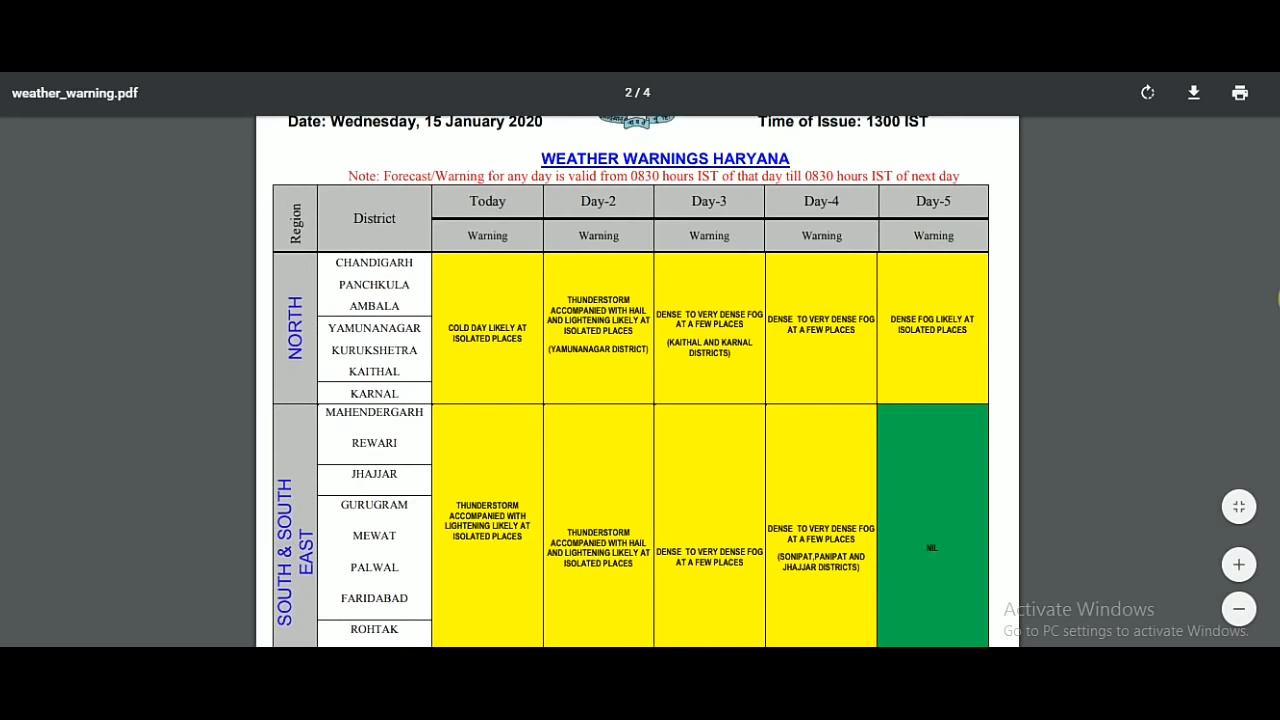 weather_warning.pdf
2 / 4
Date: Wednesday, 15 January 2020
Time of Issue: 1300 IST
WEATHER WARNINGS HARYANA
Note: Forecast/Warning for any day is valid from 0830 hours IST of that day till 0830 hours IST of next day
Region
District
Today
Day-2
Day-3
Day-4
Day-5
Warning
Warning
Warning
Warning
Warning
NORTH
CHANDIGARH
PANCHKULA
AMBALA
YAMUNANAGAR
KURUKSHETRA
KAITHAL
KARNAL
COLD DAY LIKELY AT
ISOLATED PLACES
THUNDERSTORM
ACCOMPANIED WITH HAIL
AND LIGHTENING LIKELY AT
ISOLATED PLACES
(YAMUNANAGAR DISTRICT)
DENSE TO VERY DENSE FOG
AT A FEW PLACES
(KAITHAL AND KARNAL
DISTRICTS)
DENSE TO VERY DENSE FOG
AT A FEW PLACES
DENSE FOG LIKELY AT
ISOLATED PLACES
SOUTH & SOUTH
EAST
MAHENDERGARH
REWARI
JHAJJAR
GURUGRAM
MEWAT
PALWAL
FARIDABAD
ROHTAK
THUNDERSTORM
ACCOMPANIED WITH
LIGHTENING LIKELY AT
ISOLATED PLACES
THUNDERSTORM
ACCOMPANIED WITH HAIL
AND LIGHTENING LIKELY AT
ISOLATED PLACES
DENSE TO VERY DENSE FOG
AT A FEW PLACES
DENSE TO VERY DENSE FOG
AT A FEW PLACES
(SONIPAT,PANIPAT AND
JHAJJAR DISTRICTS)
NIL
Activate Windows
Go to PC settings to activate Windows.